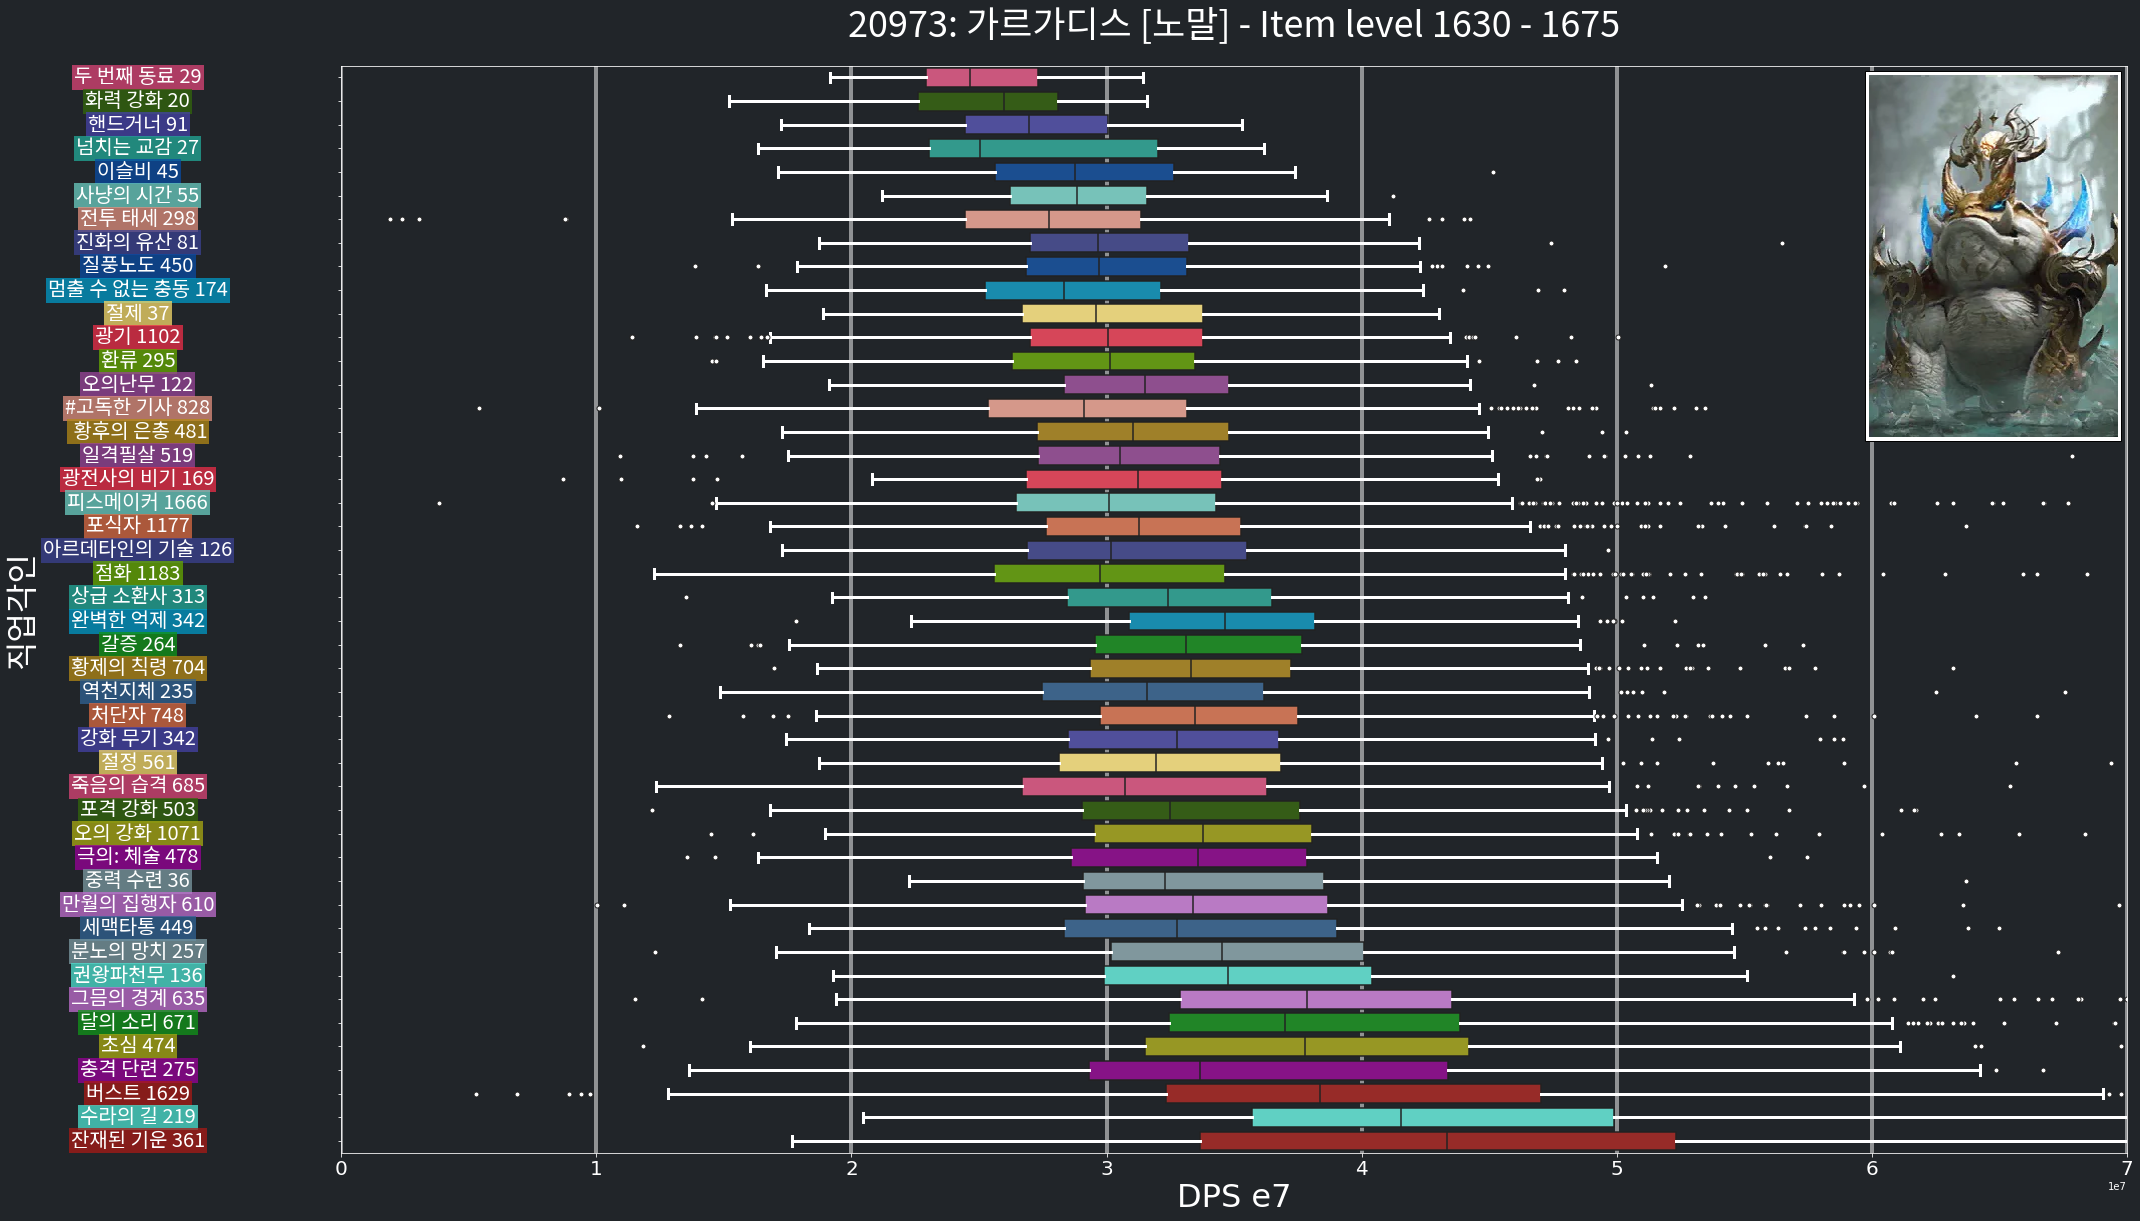 20973: 가르가디스 [노말] - Item level 1630 - 1675
두 번째 동료 29
화력 강화 20
핸드거너 91
넘치는 교감 27
이슬비 45
사냥의 시간 55
전투 태세 298
진화의 유산 81
질풍노도 450
멈출 수 없는 충동 174
절제 37
광기 1102
환류 295
오의난무 122
#고독한 기사 828
황후의 은총 481
일격필살 519
광전사의 비기 169
피스메이커 1666
포식자 1177
아르데타인의 기술 126
점화 1183
상급 소환사 313
완벽한 억제 342
갈증 264
황제의 칙령 704
역천지체 235
처단자 748
강화 무기 342
절정 561
죽음의 습격 685
포격 강화 503
오의 강화 1071
극의: 체술 478
중력 수련 36
만월의 집행자 610
세맥타통 449
분노의 망치 257
권왕파천무 136
그믐의 경계 635
달의 소리 671
초심 474
충격 단련 275
버스트 1629
수라의 길 219
잔재된 기운 361
직업각인
0 1 2 3 4 5 6 7
DPS e7
1e7